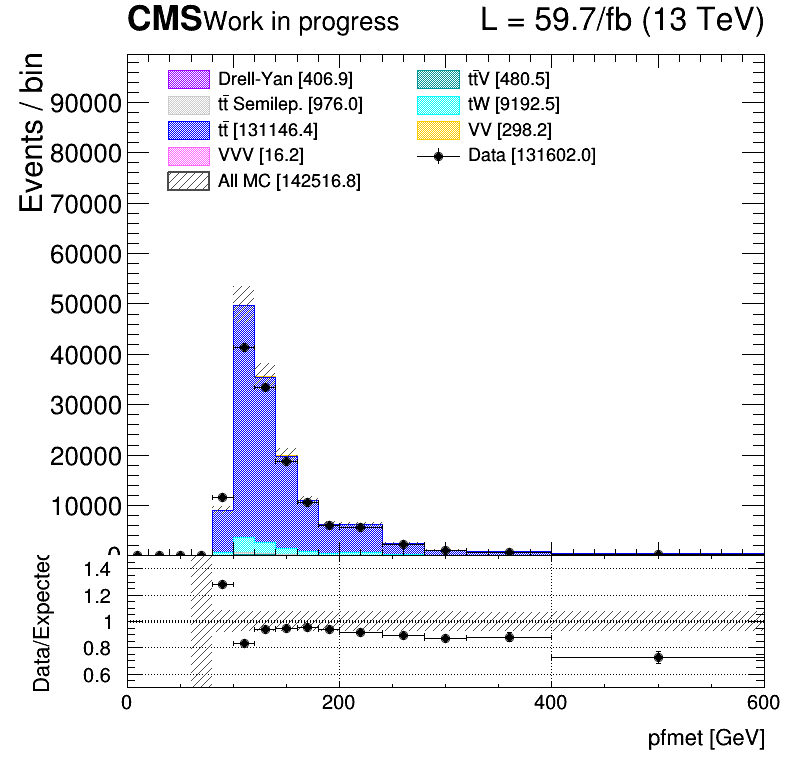 CMS Work in progress L = 59.7/fb (13 TeV)
Events / bin
Drell-Yan [406.9]
tt̄ Semilep. [976.0]
tt̄ [131146.4]
VVV [16.2]
All MC [142516.8]
tt̄V [480.5]
tW [9192.5]
VV [298.2]
Data [131602.0]
90000
80000
70000
60000
50000
40000
30000
20000
10000
0
Data/Expected
1.4
1.2
1
0.8
0.6
0 200 400 600
pfmet [GeV]